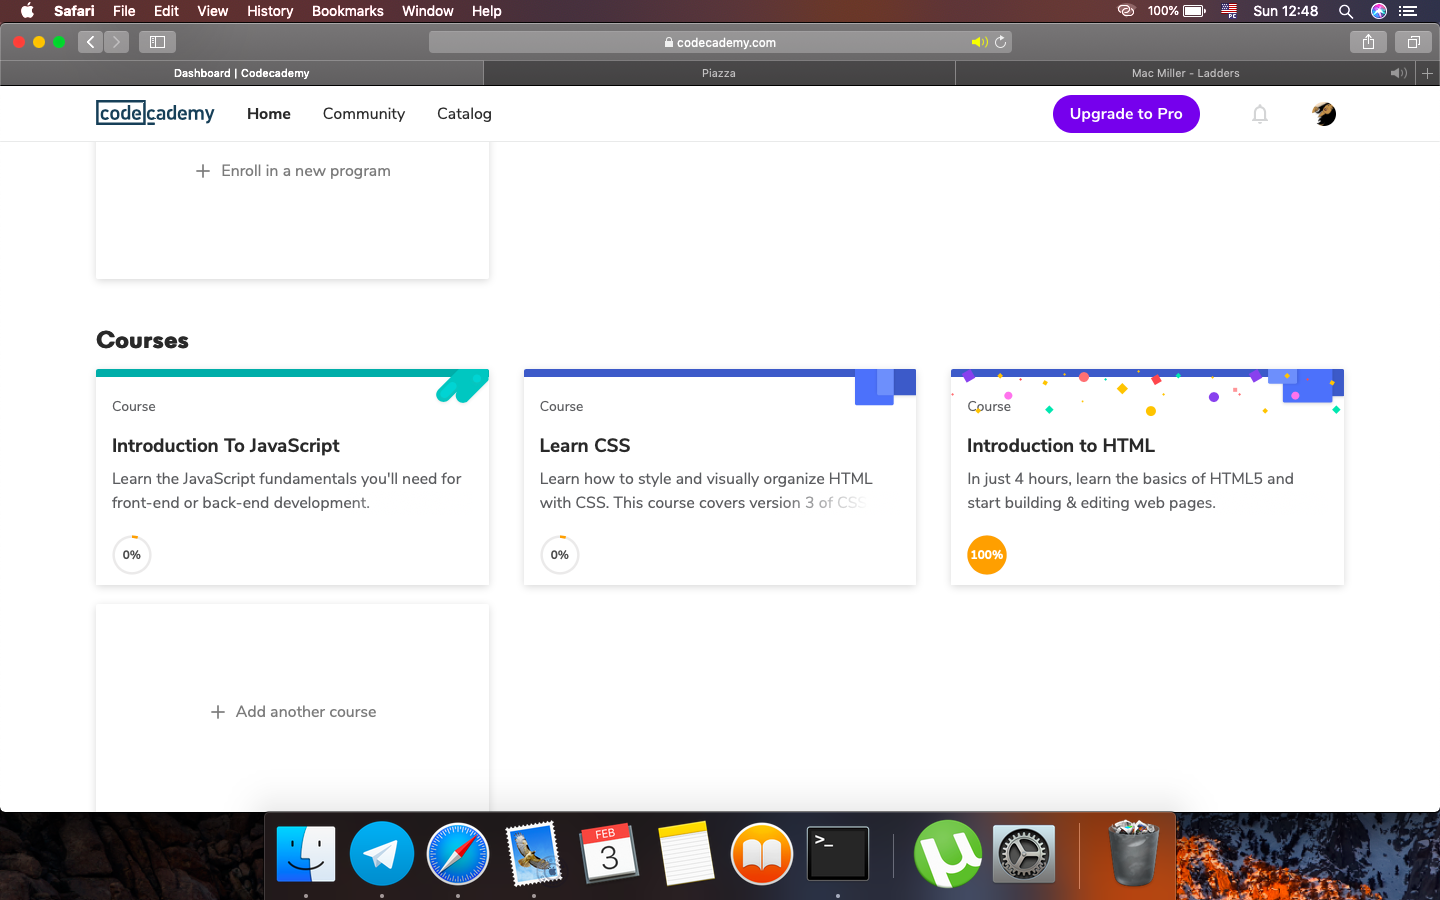 Safari File Edit View History Bookmarks Window Help 100% Sun 12:48
codecademy.com
Dashboard | Codecademy Piazza Mac Miller - Ladders
codecademy Home Community Catalog Upgrade to Pro
Enroll in a new program
Courses
Course
Introduction To JavaScript
Learn the JavaScript fundamentals you'll need for
front-end or back-end development.
0%
Course
Learn CSS
Learn how to style and visually organize HTML
with CSS. This course covers version 3 of CSS
0%
Course
Introduction to HTML
In just 4 hours, learn the basics of HTML5 and
start building & editing web pages.
100%
Add another course
FEB
3
>_